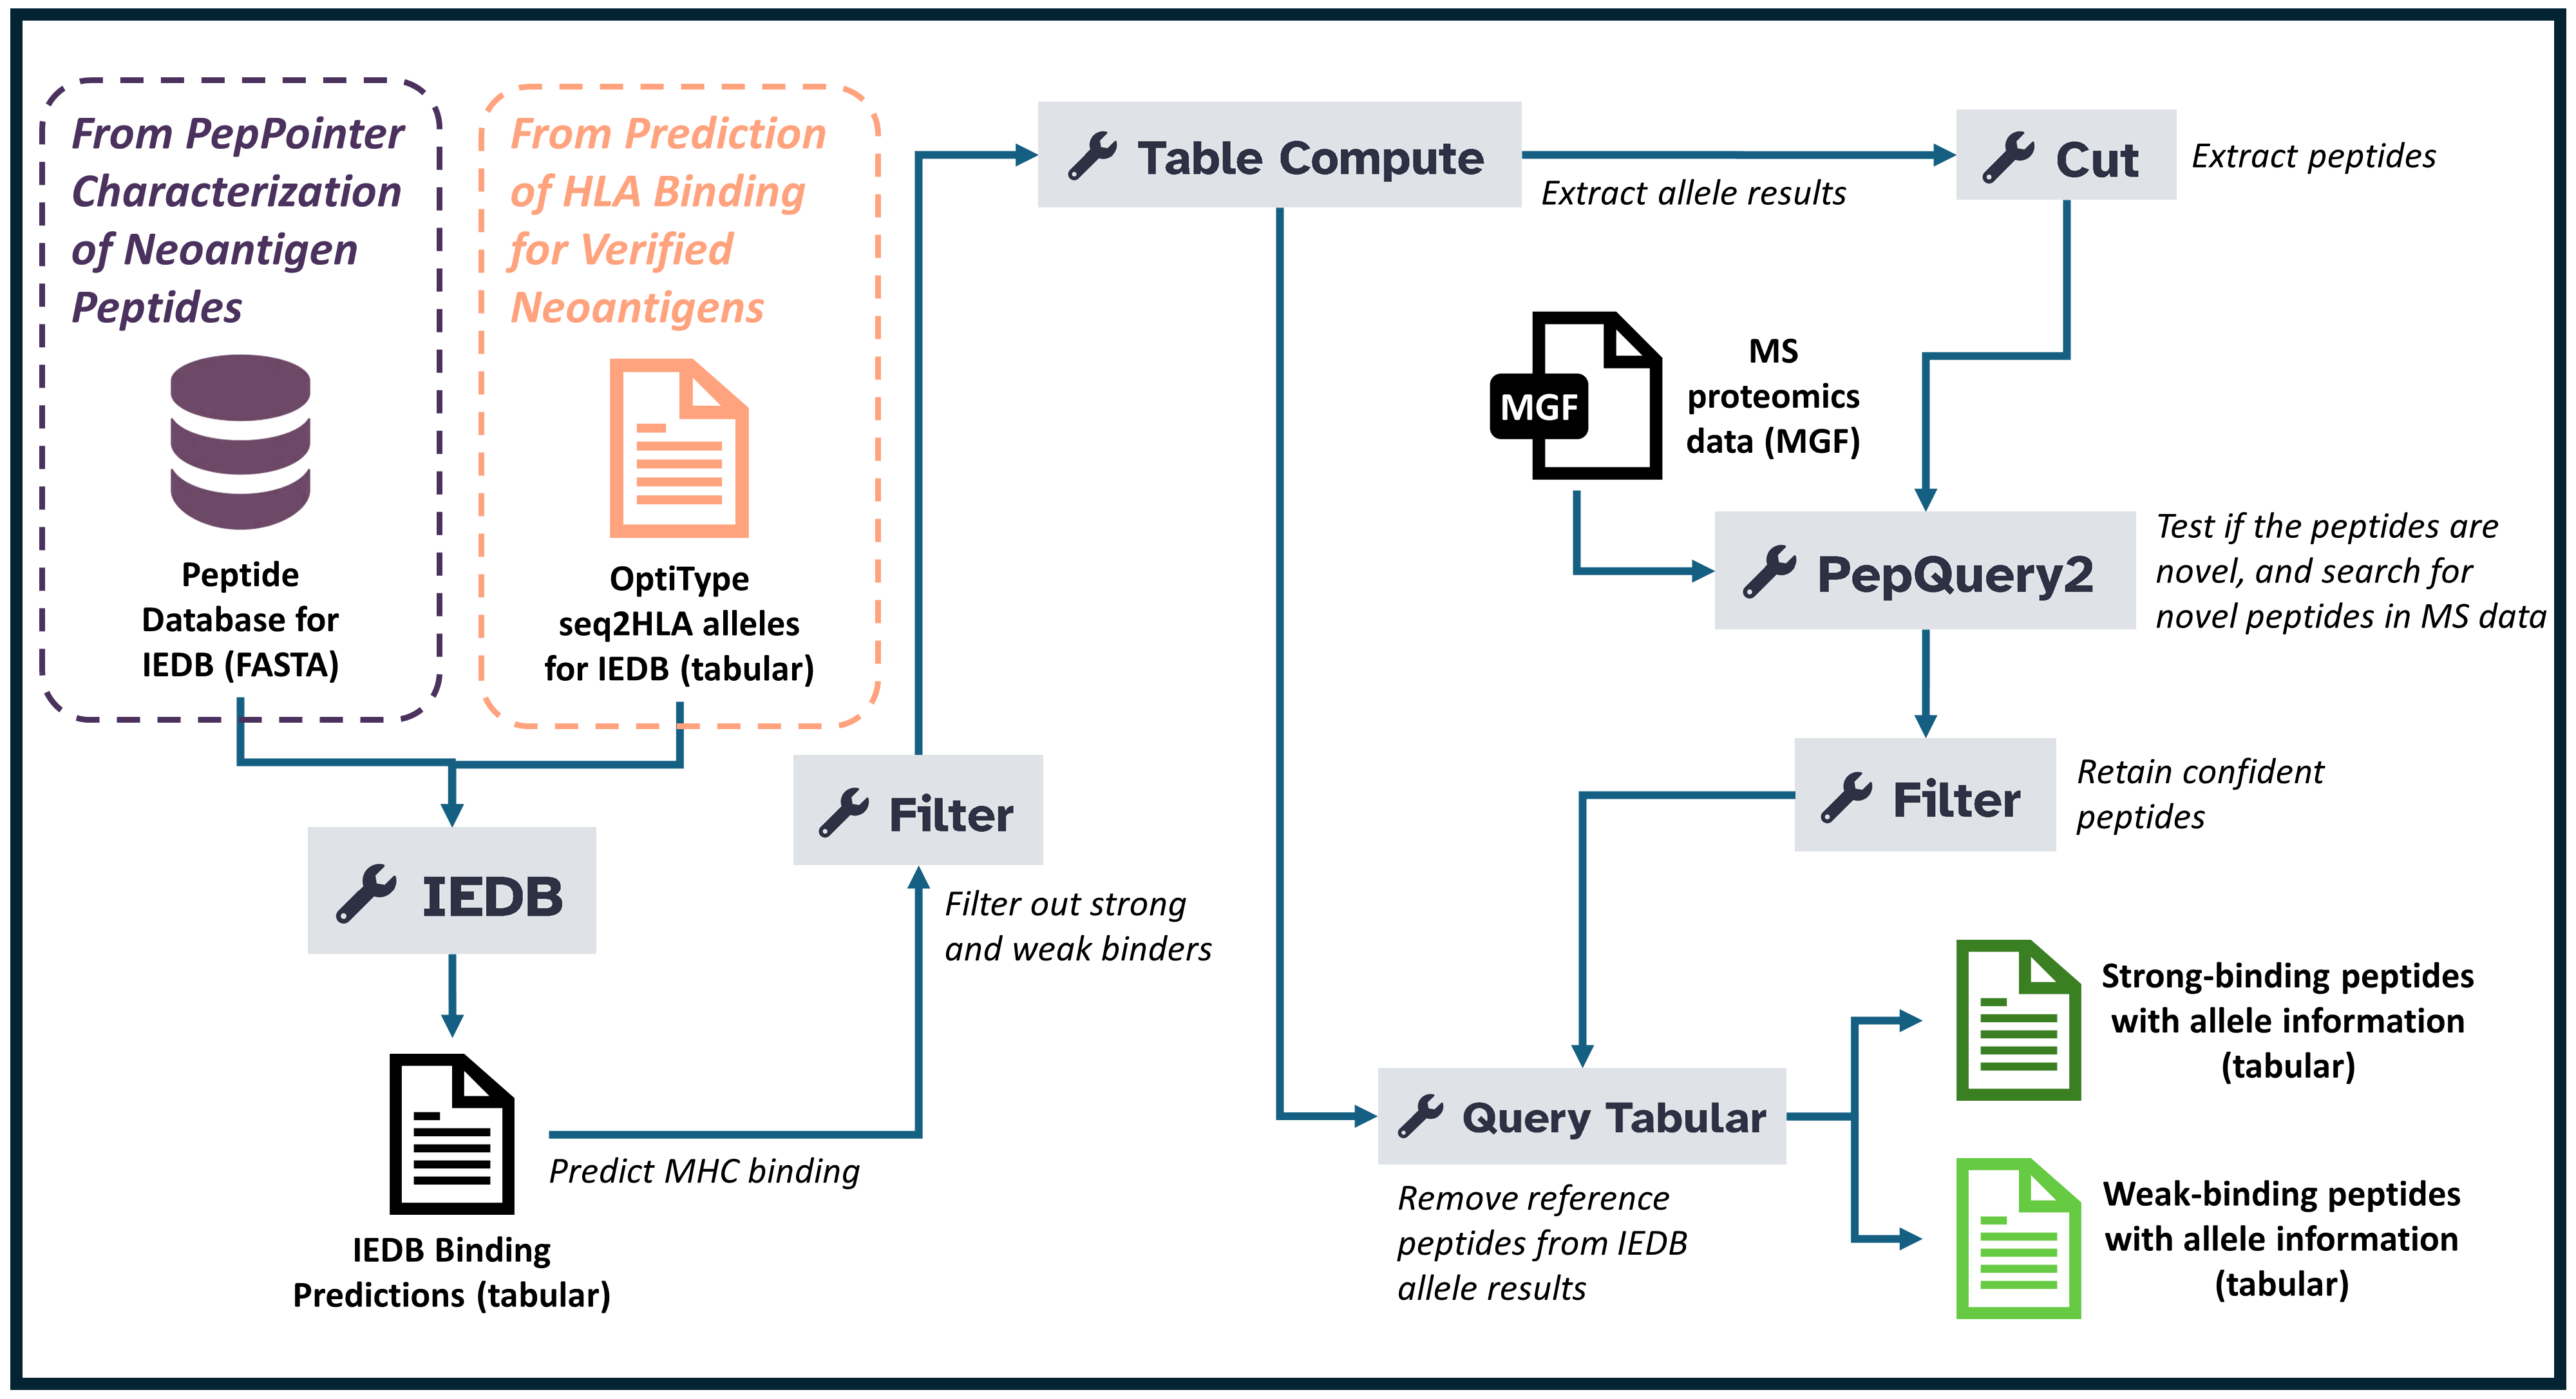 From PepPointer
Characterization
of Neoantigen
Peptides
Peptide
Database for
IEDB (FASTA)
From Prediction
of HLA Binding
for Verified
Neoantigens
OptiType
seq2HLA alleles
for IEDB (tabular)
IEDB
IEDB Binding
Predictions (tabular)
Predict MHC binding
Filter
Filter out strong
and weak binders
Table Compute
Extract allele results
Cut
Extract peptides
MGF
MS
proteomics
data (MGF)
PepQuery2
Test if the peptides are
novel, and search for
novel peptides in MS data
Filter
Retain confident
peptides
Query Tabular
Remove reference
peptides from IEDB
allele results
Strong-binding peptides
with allele information
(tabular)
Weak-binding peptides
with allele information
(tabular)